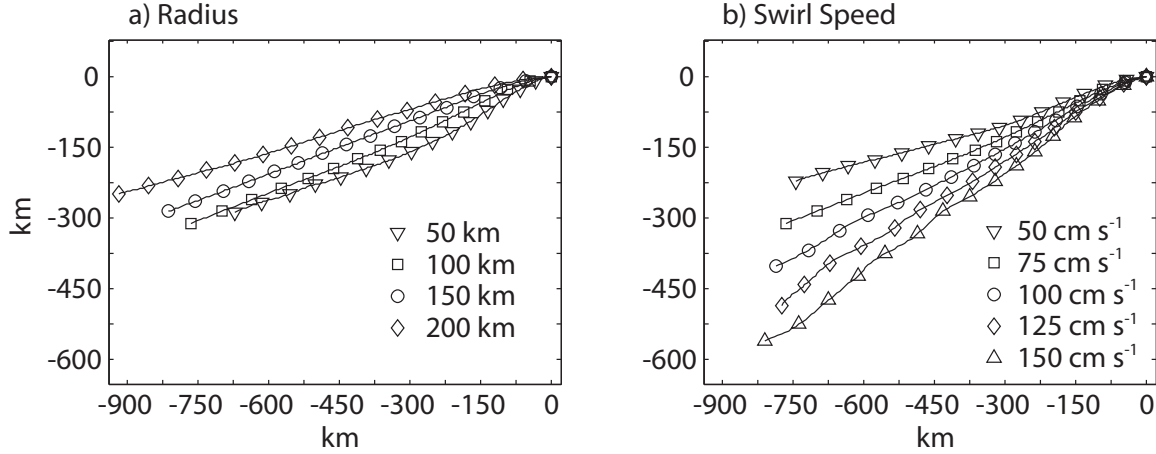 a) Radius
0
-150
-300
-450
-600
km
-900 -750 -600 -450 -300 -150 0
km
50 km
100 km
150 km
200 km
b) Swirl Speed
0
-150
-300
-450
-600
-900 -750 -600 -450 -300 -150 0
km
50 cm s⁻¹
75 cm s⁻¹
100 cm s⁻¹
125 cm s⁻¹
150 cm s⁻¹